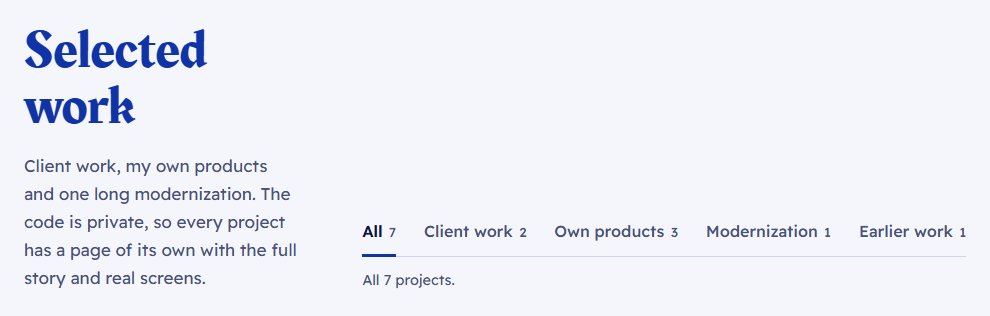 Selected
work
Client work, my own products
and one long modernization. The
code is private, so every project
has a page of its own with the full
story and real screens.
All 7 Client work 2 Own products 3 Modernization 1 Earlier work 1
All 7 projects.